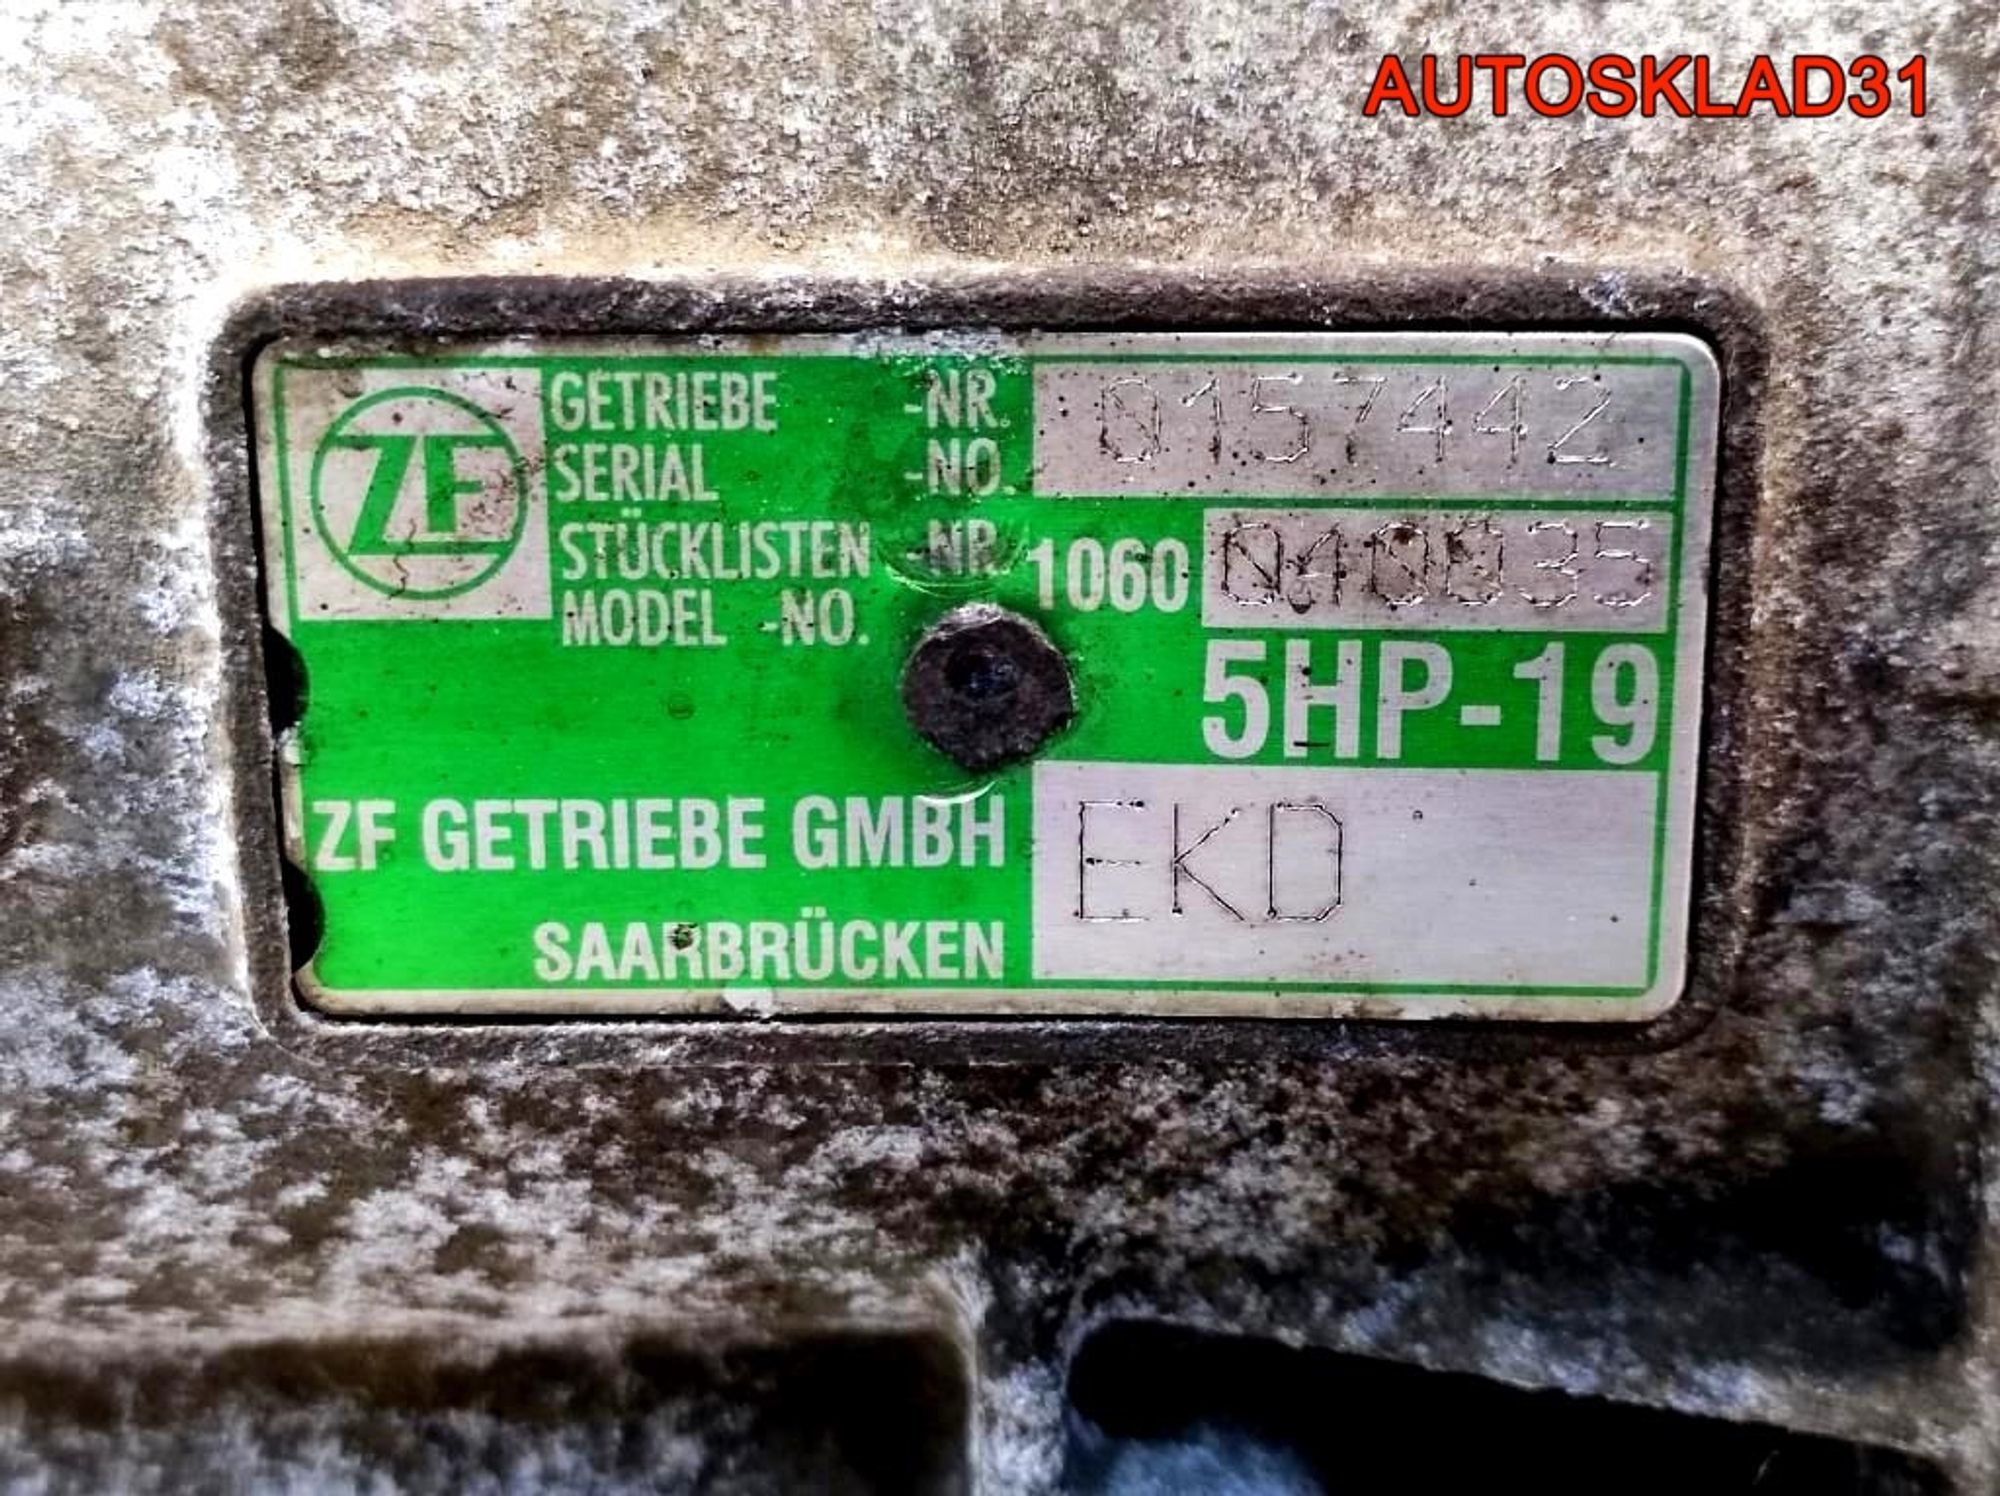 AUTOSKLAD31
ZF
GETRIEBE -NR.
SERIAL -NO.
0157442
STÜCKLISTEN -NR.
MODEL -NO.
1060 040035
5HP-19
ZF GETRIEBE GMBH
SAARBRÜCKEN
EKD